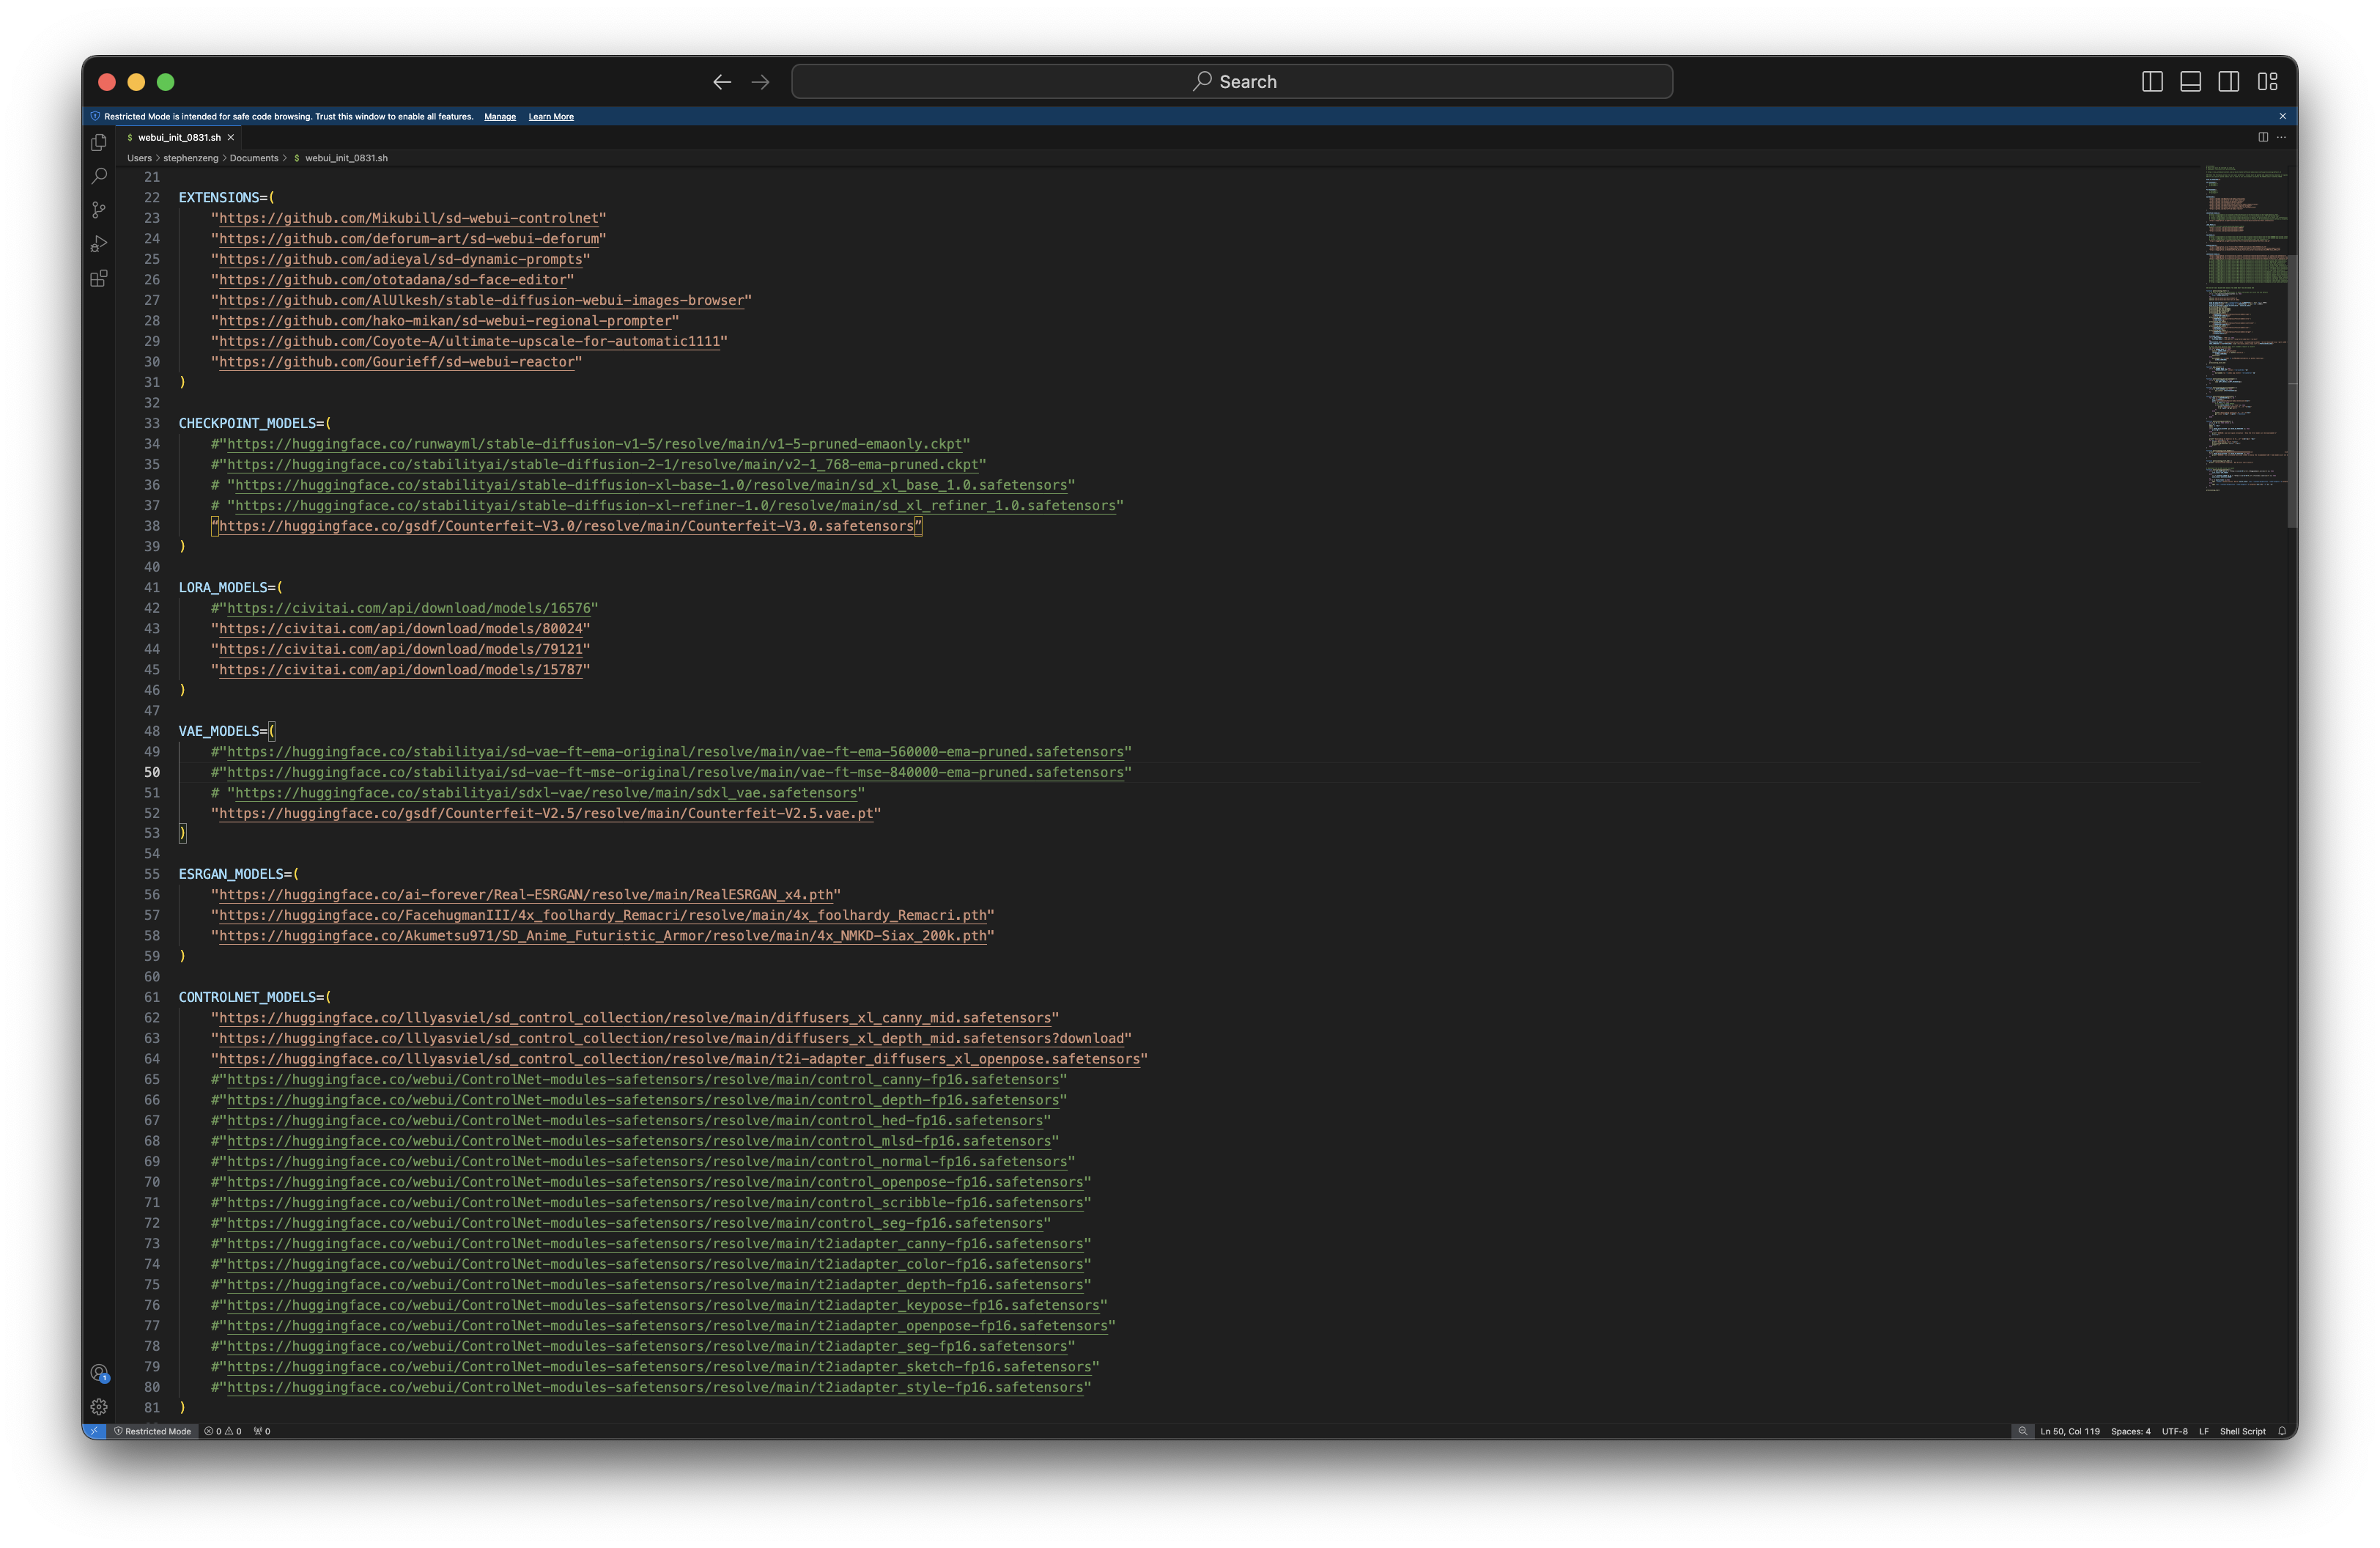 Search
Restricted Mode is intended for safe code browsing. Trust this window to enable all features. Manage Learn More
$ webui_init_0831.sh
Users > stephenzeng > Documents > $ webui_init_0831.sh
21
22 EXTENSIONS=(
23 "https://github.com/Mikubill/sd-webui-controlnet"
24 "https://github.com/deforum-art/sd-webui-deforum"
25 "https://github.com/adieyal/sd-dynamic-prompts"
26 "https://github.com/ototadana/sd-face-editor"
27 "https://github.com/AlUlkesh/stable-diffusion-webui-images-browser"
28 "https://github.com/hako-mikan/sd-webui-regional-prompter"
29 "https://github.com/Coyote-A/ultimate-upscale-for-automatic1111"
30 "https://github.com/Gourieff/sd-webui-reactor"
31 )
32
33 CHECKPOINT_MODELS=(
34 #"https://huggingface.co/runwayml/stable-diffusion-v1-5/resolve/main/v1-5-pruned-emaonly.ckpt"
35 #"https://huggingface.co/stabilityai/stable-diffusion-2-1/resolve/main/v2-1_768-ema-pruned.ckpt"
36 # "https://huggingface.co/stabilityai/stable-diffusion-xl-base-1.0/resolve/main/sd_xl_base_1.0.safetensors"
37 # "https://huggingface.co/stabilityai/stable-diffusion-xl-refiner-1.0/resolve/main/sd_xl_refiner_1.0.safetensors"
38 “https://huggingface.co/gsdf/Counterfeit-V3.0/resolve/main/Counterfeit-V3.0.safetensors”
39 )
40
41 LORA_MODELS=(
42 #"https://civitai.com/api/download/models/16576"
43 "https://civitai.com/api/download/models/80024"
44 "https://civitai.com/api/download/models/79121"
45 "https://civitai.com/api/download/models/15787"
46 )
47
48 VAE_MODELS=(
49 #"https://huggingface.co/stabilityai/sd-vae-ft-ema-original/resolve/main/vae-ft-ema-560000-ema-pruned.safetensors"
50 #"https://huggingface.co/stabilityai/sd-vae-ft-mse-original/resolve/main/vae-ft-mse-840000-ema-pruned.safetensors"
51 # "https://huggingface.co/stabilityai/sdxl-vae/resolve/main/sdxl_vae.safetensors"
52 "https://huggingface.co/gsdf/Counterfeit-V2.5/resolve/main/Counterfeit-V2.5.vae.pt"
53 )
54
55 ESRGAN_MODELS=(
56 "https://huggingface.co/ai-forever/Real-ESRGAN/resolve/main/RealESRGAN_x4.pth"
57 "https://huggingface.co/FacehugmanIII/4x_foolhardy_Remacri/resolve/main/4x_foolhardy_Remacri.pth"
58 "https://huggingface.co/Akumetsu971/SD_Anime_Futuristic_Armor/resolve/main/4x_NMKD-Siax_200k.pth"
59 )
60
61 CONTROLNET_MODELS=(
62 "https://huggingface.co/lllyasviel/sd_control_collection/resolve/main/diffusers_xl_canny_mid.safetensors"
63 "https://huggingface.co/lllyasviel/sd_control_collection/resolve/main/diffusers_xl_depth_mid.safetensors?download"
64 "https://huggingface.co/lllyasviel/sd_control_collection/resolve/main/t2i-adapter_diffusers_xl_openpose.safetensors"
65 #"https://huggingface.co/webui/ControlNet-modules-safetensors/resolve/main/control_canny-fp16.safetensors"
66 #"https://huggingface.co/webui/ControlNet-modules-safetensors/resolve/main/control_depth-fp16.safetensors"
67 #"https://huggingface.co/webui/ControlNet-modules-safetensors/resolve/main/control_hed-fp16.safetensors"
68 #"https://huggingface.co/webui/ControlNet-modules-safetensors/resolve/main/control_mlsd-fp16.safetensors"
69 #"https://huggingface.co/webui/ControlNet-modules-safetensors/resolve/main/control_normal-fp16.safetensors"
70 #"https://huggingface.co/webui/ControlNet-modules-safetensors/resolve/main/control_openpose-fp16.safetensors"
71 #"https://huggingface.co/webui/ControlNet-modules-safetensors/resolve/main/control_scribble-fp16.safetensors"
72 #"https://huggingface.co/webui/ControlNet-modules-safetensors/resolve/main/control_seg-fp16.safetensors"
73 #"https://huggingface.co/webui/ControlNet-modules-safetensors/resolve/main/t2iadapter_canny-fp16.safetensors"
74 #"https://huggingface.co/webui/ControlNet-modules-safetensors/resolve/main/t2iadapter_color-fp16.safetensors"
75 #"https://huggingface.co/webui/ControlNet-modules-safetensors/resolve/main/t2iadapter_depth-fp16.safetensors"
76 #"https://huggingface.co/webui/ControlNet-modules-safetensors/resolve/main/t2iadapter_keypose-fp16.safetensors"
77 #"https://huggingface.co/webui/ControlNet-modules-safetensors/resolve/main/t2iadapter_openpose-fp16.safetensors"
78 #"https://huggingface.co/webui/ControlNet-modules-safetensors/resolve/main/t2iadapter_seg-fp16.safetensors"
79 #"https://huggingface.co/webui/ControlNet-modules-safetensors/resolve/main/t2iadapter_sketch-fp16.safetensors"
80 #"https://huggingface.co/webui/ControlNet-modules-safetensors/resolve/main/t2iadapter_style-fp16.safetensors"
81 )
1
Restricted Mode 0 0 0 Ln 50, Col 119 Spaces: 4 UTF-8 LF Shell Script